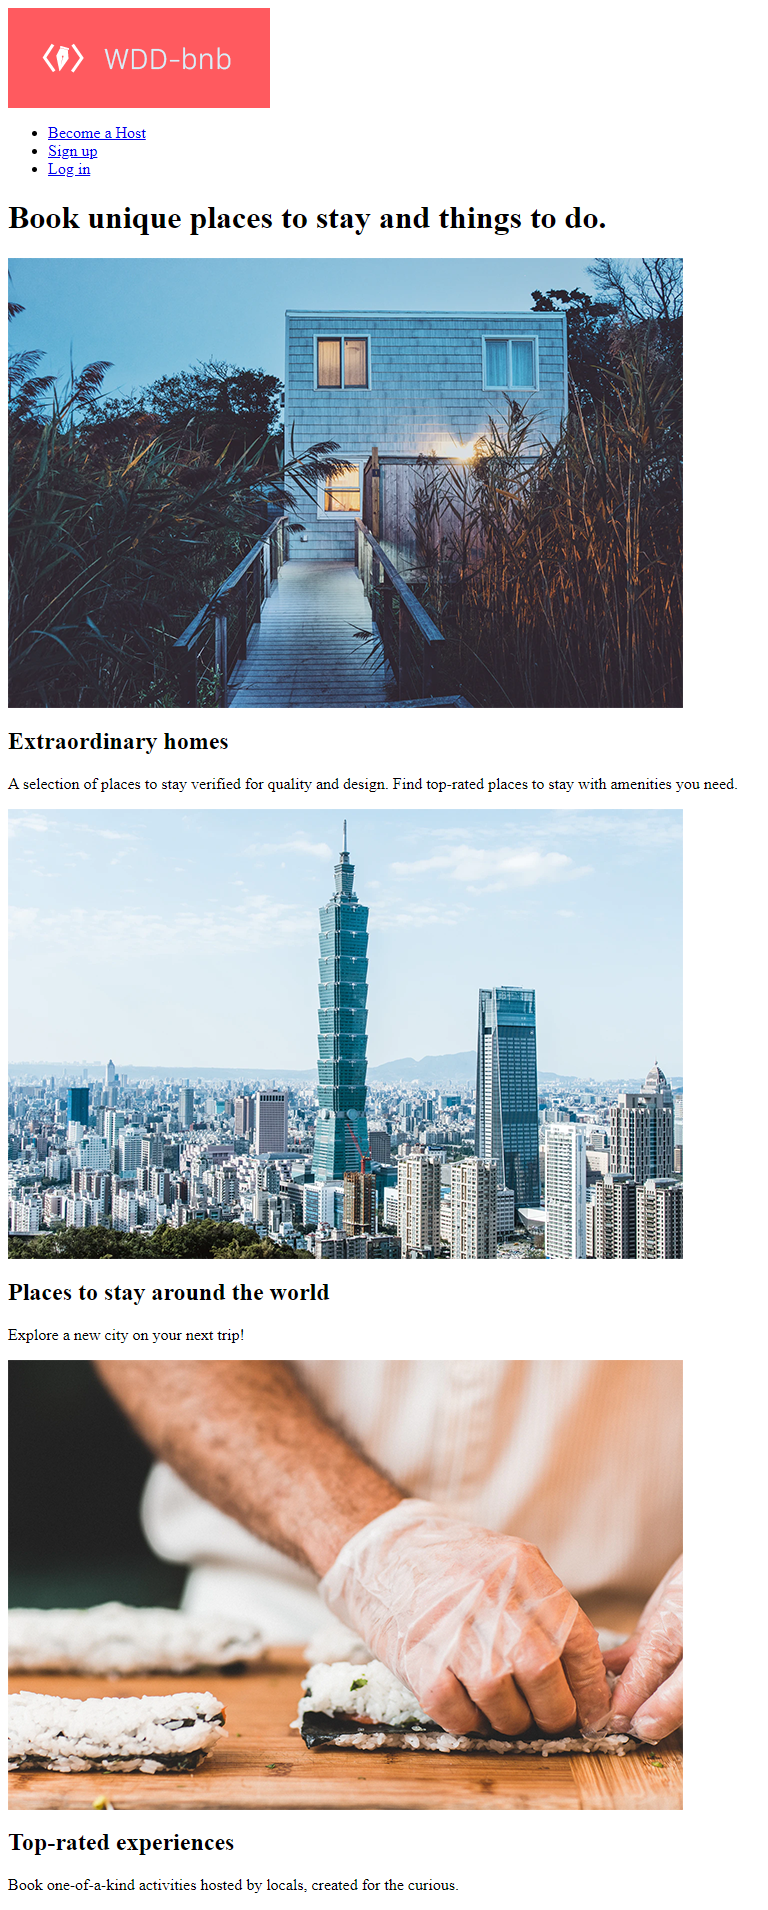 WDD-bnb
Become a Host
Sign up
Log in
Book unique places to stay and things to do.
Extraordinary homes
A selection of places to stay verified for quality and design. Find top-rated places to stay with amenities you need.
Places to stay around the world
Explore a new city on your next trip!
Top-rated experiences
Book one-of-a-kind activities hosted by locals, created for the curious.